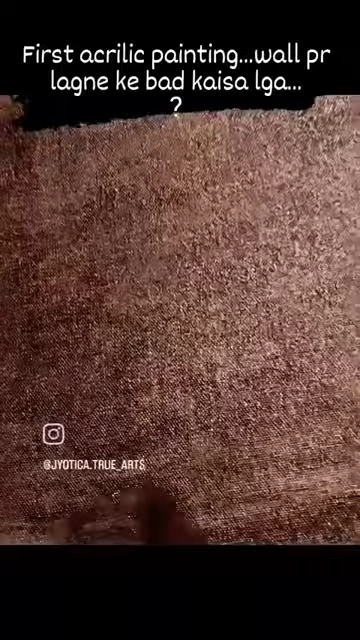 First acrilic painting...wall pr
lagne ke bad kaisa lga...
?
@JYOTICA.TRUE_ARTS